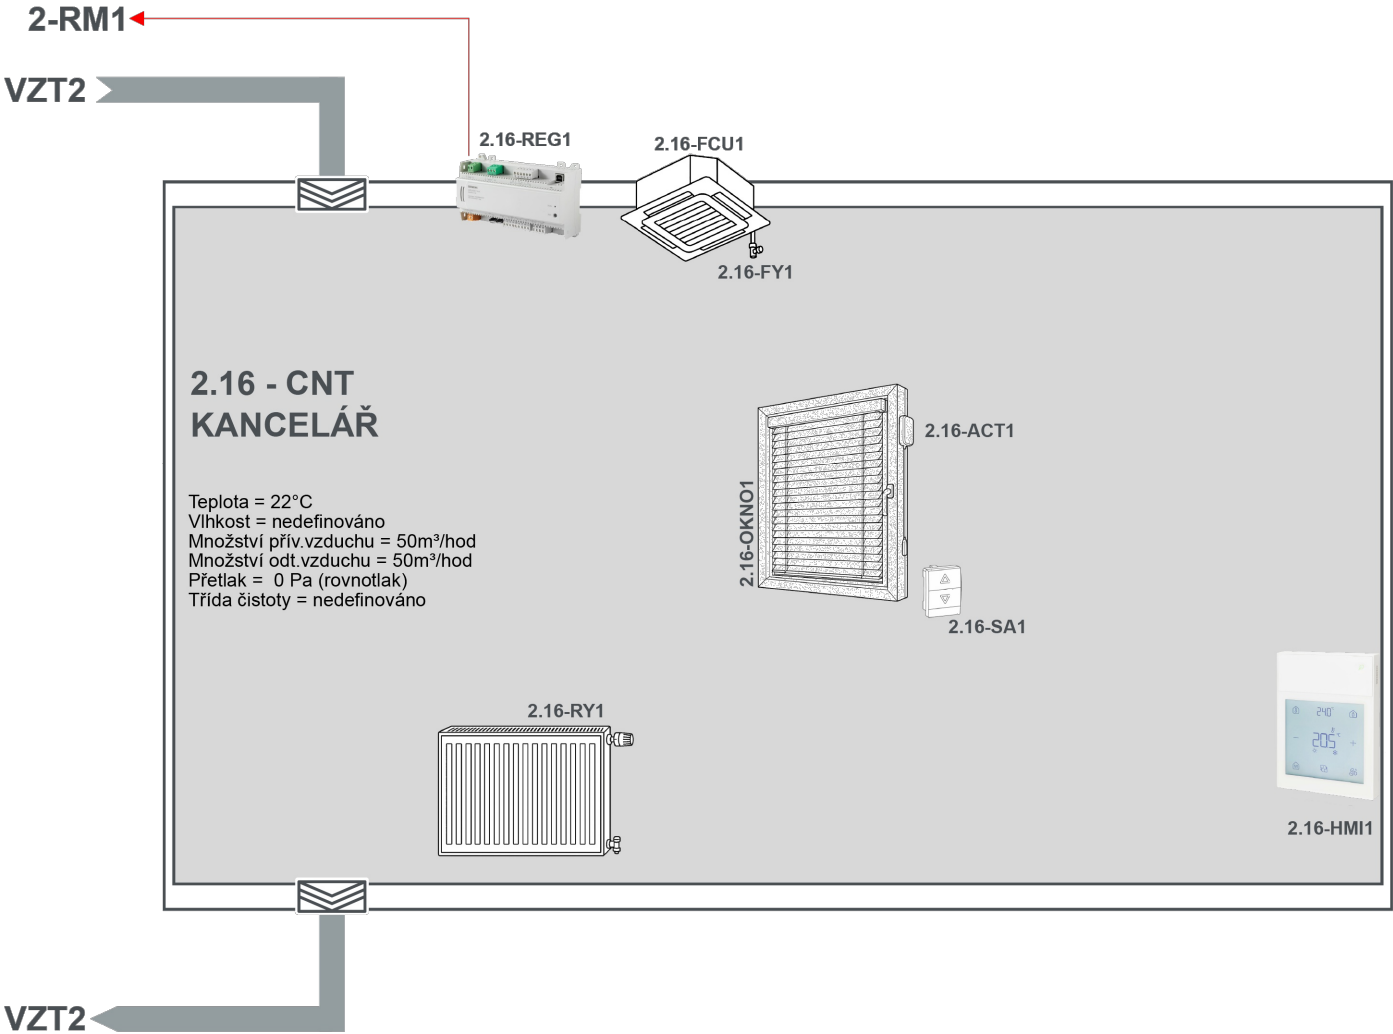 2-RM1
VZT2
2.16-REG1
2.16-FCU1
2.16-FY1
2.16 - CNT
KANCELÁŘ
2.16-ACT1
2.16-OKNO1
Teplota = 22°C
Vlhkost = nedefinováno
Množství přív.vzduchu = 50m³/hod
Množství odt.vzduchu = 50m³/hod
Přetlak =  0 Pa (rovnotlak)
Třída čistoty = nedefinováno
2.16-SA1
2.16-RY1
240°
205
2.16-HMI1
VZT2